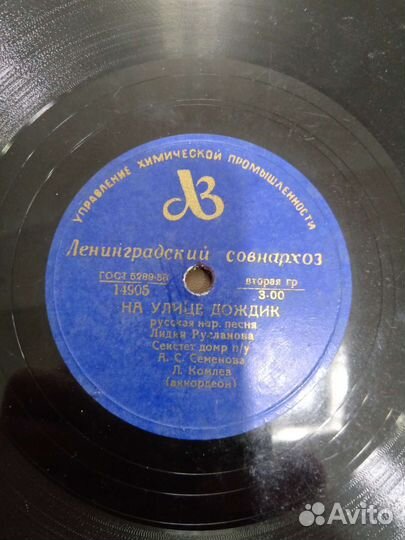 УПРАВЛЕНИЕ ХИМИЧЕСКОЙ ПРОМЫШЛЕННОСТИ
ЛЗ
Ленинградский совнархоз
ГОСТ 5289-56 вторая гр
14905 3-00
НА УЛИЦЕ ДОЖДИК
русская нар. песня
Лидия Русланова
Секстет домр п/у
А. С. Семенова
Л. Комлев
(аккордеон)
Avito